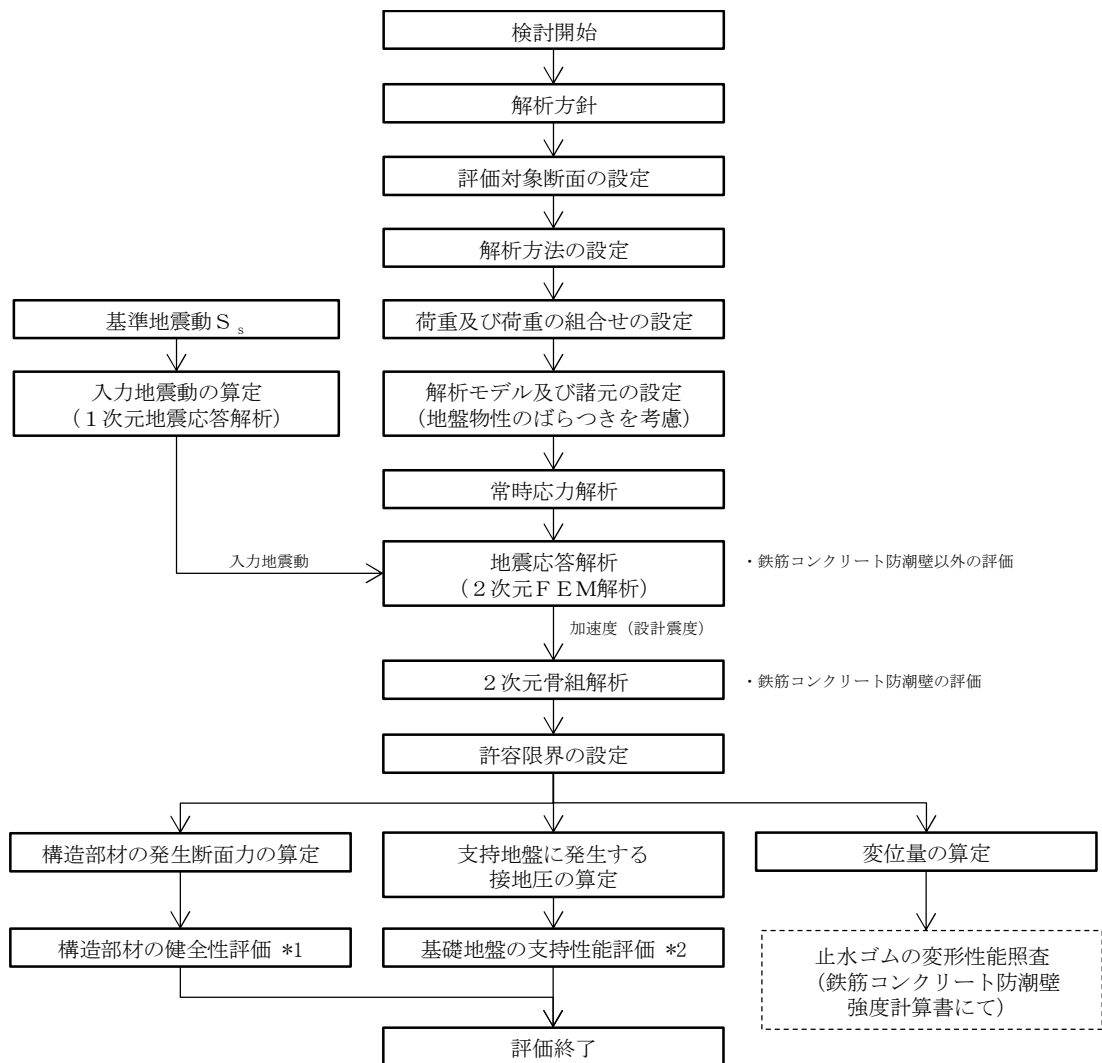 検討開始
解析方針
評価対象断面の設定
解析方法の設定
基準地震動Ｓs
荷重及び荷重の組合せの設定
入力地震動の算定
（１次元地震応答解析）
解析モデル及び諸元の設定
（地盤物性のばらつきを考慮）
常時応力解析
入力地震動
地震応答解析
（２次元ＦＥＭ解析）
・鉄筋コンクリート防潮壁以外の評価
加速度（設計震度）
２次元骨組解析
・鉄筋コンクリート防潮壁の評価
許容限界の設定
構造部材の発生断面力の算定
支持地盤に発生する
接地圧の算定
変位量の算定
構造部材の健全性評価 *1
基礎地盤の支持性能評価 *2
止水ゴムの変形性能照査
（鉄筋コンクリート防潮壁
強度計算書にて）
評価終了